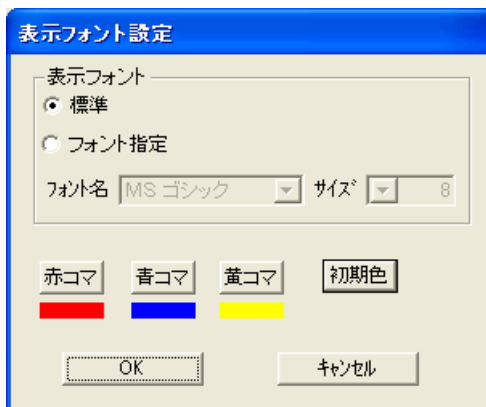 表示フォント設定
表示フォント
標準
フォント指定
ﾌｫﾝﾄ名 MS ゴシック ｻｲｽﾞ 8
赤コマ 青コマ 黄コマ 初期色
OK ｷｬﾝｾﾙ